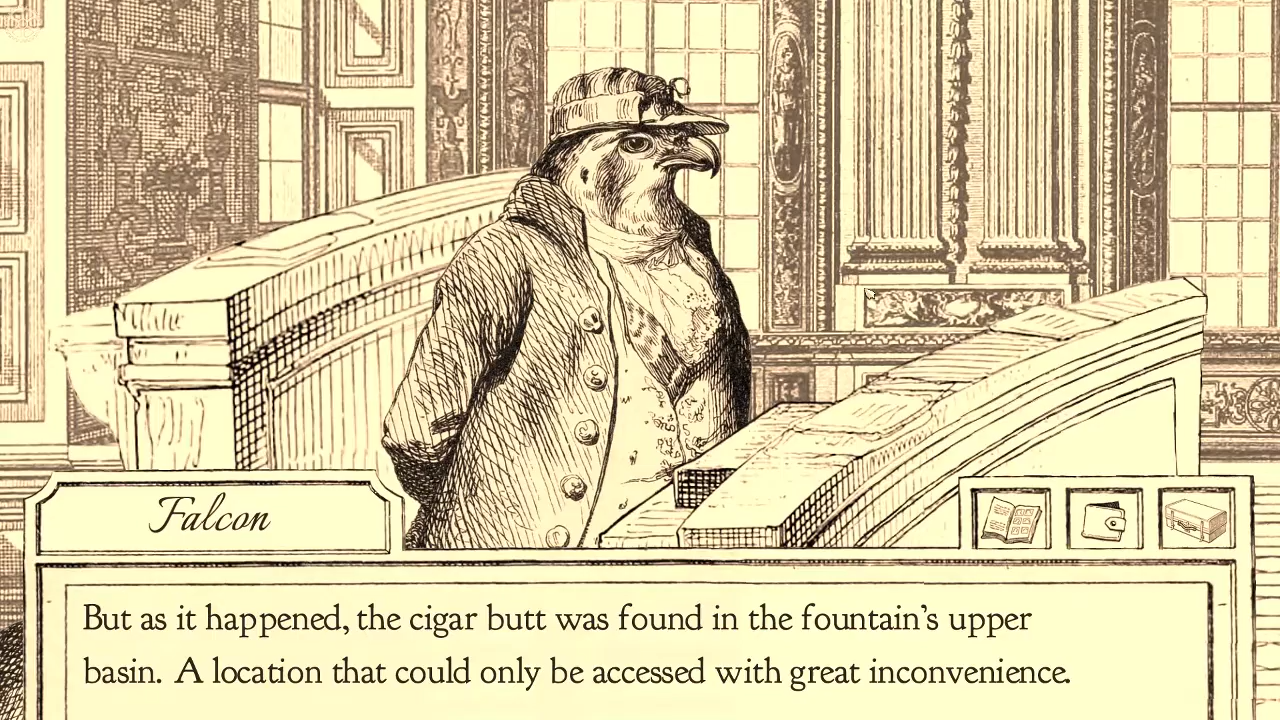 Falcon
But as it happened, the cigar butt was found in the fountain's upper
basin. A location that could only be accessed with great inconvenience.